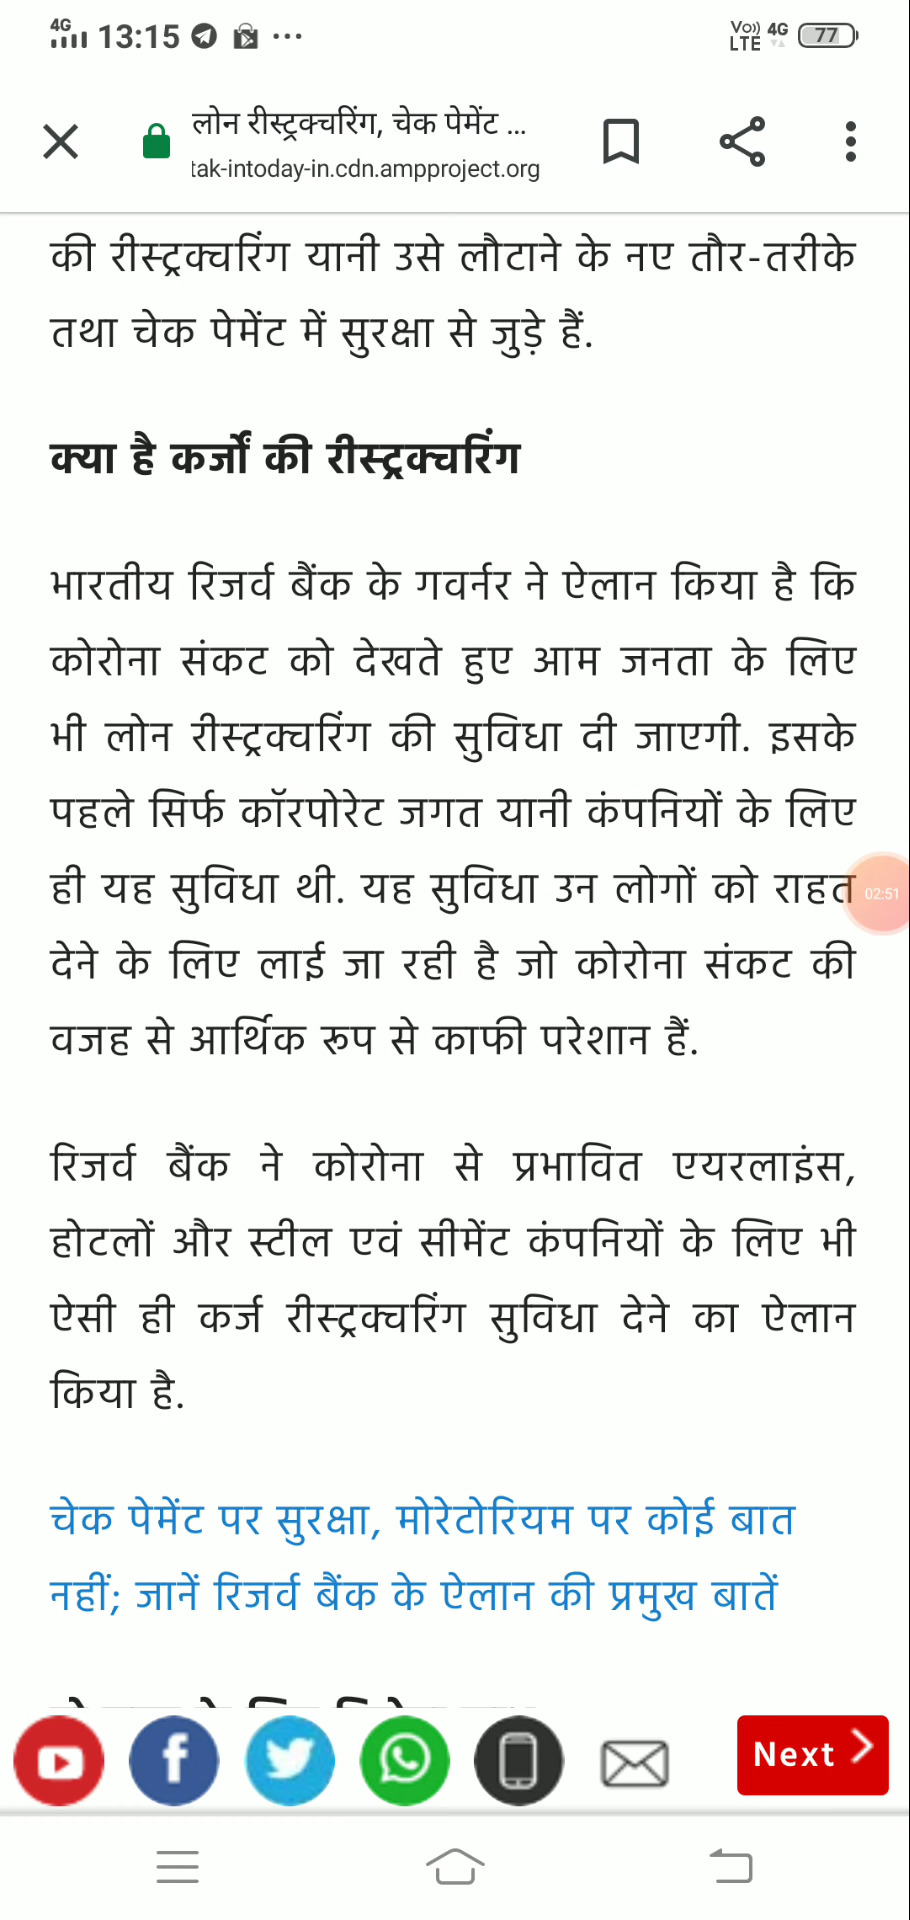 4G 13:15 ... Vo)) LTE 4G 77
लोन रीस्ट्रक्चरिंग, चेक पेमेंट ...
tak-intoday-in.cdn.ampproject.org
की रीस्ट्रक्चरिंग यानी उसे लौटाने के नए तौर-तरीके
तथा चेक पेमेंट में सुरक्षा से जुड़े हैं.
क्या है कर्जों की रीस्ट्रक्चरिंग
भारतीय रिजर्व बैंक के गवर्नर ने ऐलान किया है कि
कोरोना संकट को देखते हुए आम जनता के लिए
भी लोन रीस्ट्रक्चरिंग की सुविधा दी जाएगी. इसके
पहले सिर्फ कॉरपोरेट जगत यानी कंपनियों के लिए
ही यह सुविधा थी. यह सुविधा उन लोगों को राहत
02:51
देने के लिए लाई जा रही है जो कोरोना संकट की
वजह से आर्थिक रूप से काफी परेशान हैं.
रिजर्व बैंक ने कोरोना से प्रभावित एयरलाइंस,
होटलों और स्टील एवं सीमेंट कंपनियों के लिए भी
ऐसी ही कर्ज रीस्ट्रक्चरिंग सुविधा देने का ऐलान
किया है.
चेक पेमेंट पर सुरक्षा, मोरेटोरियम पर कोई बात
नहीं; जानें रिजर्व बैंक के ऐलान की प्रमुख बातें
Next